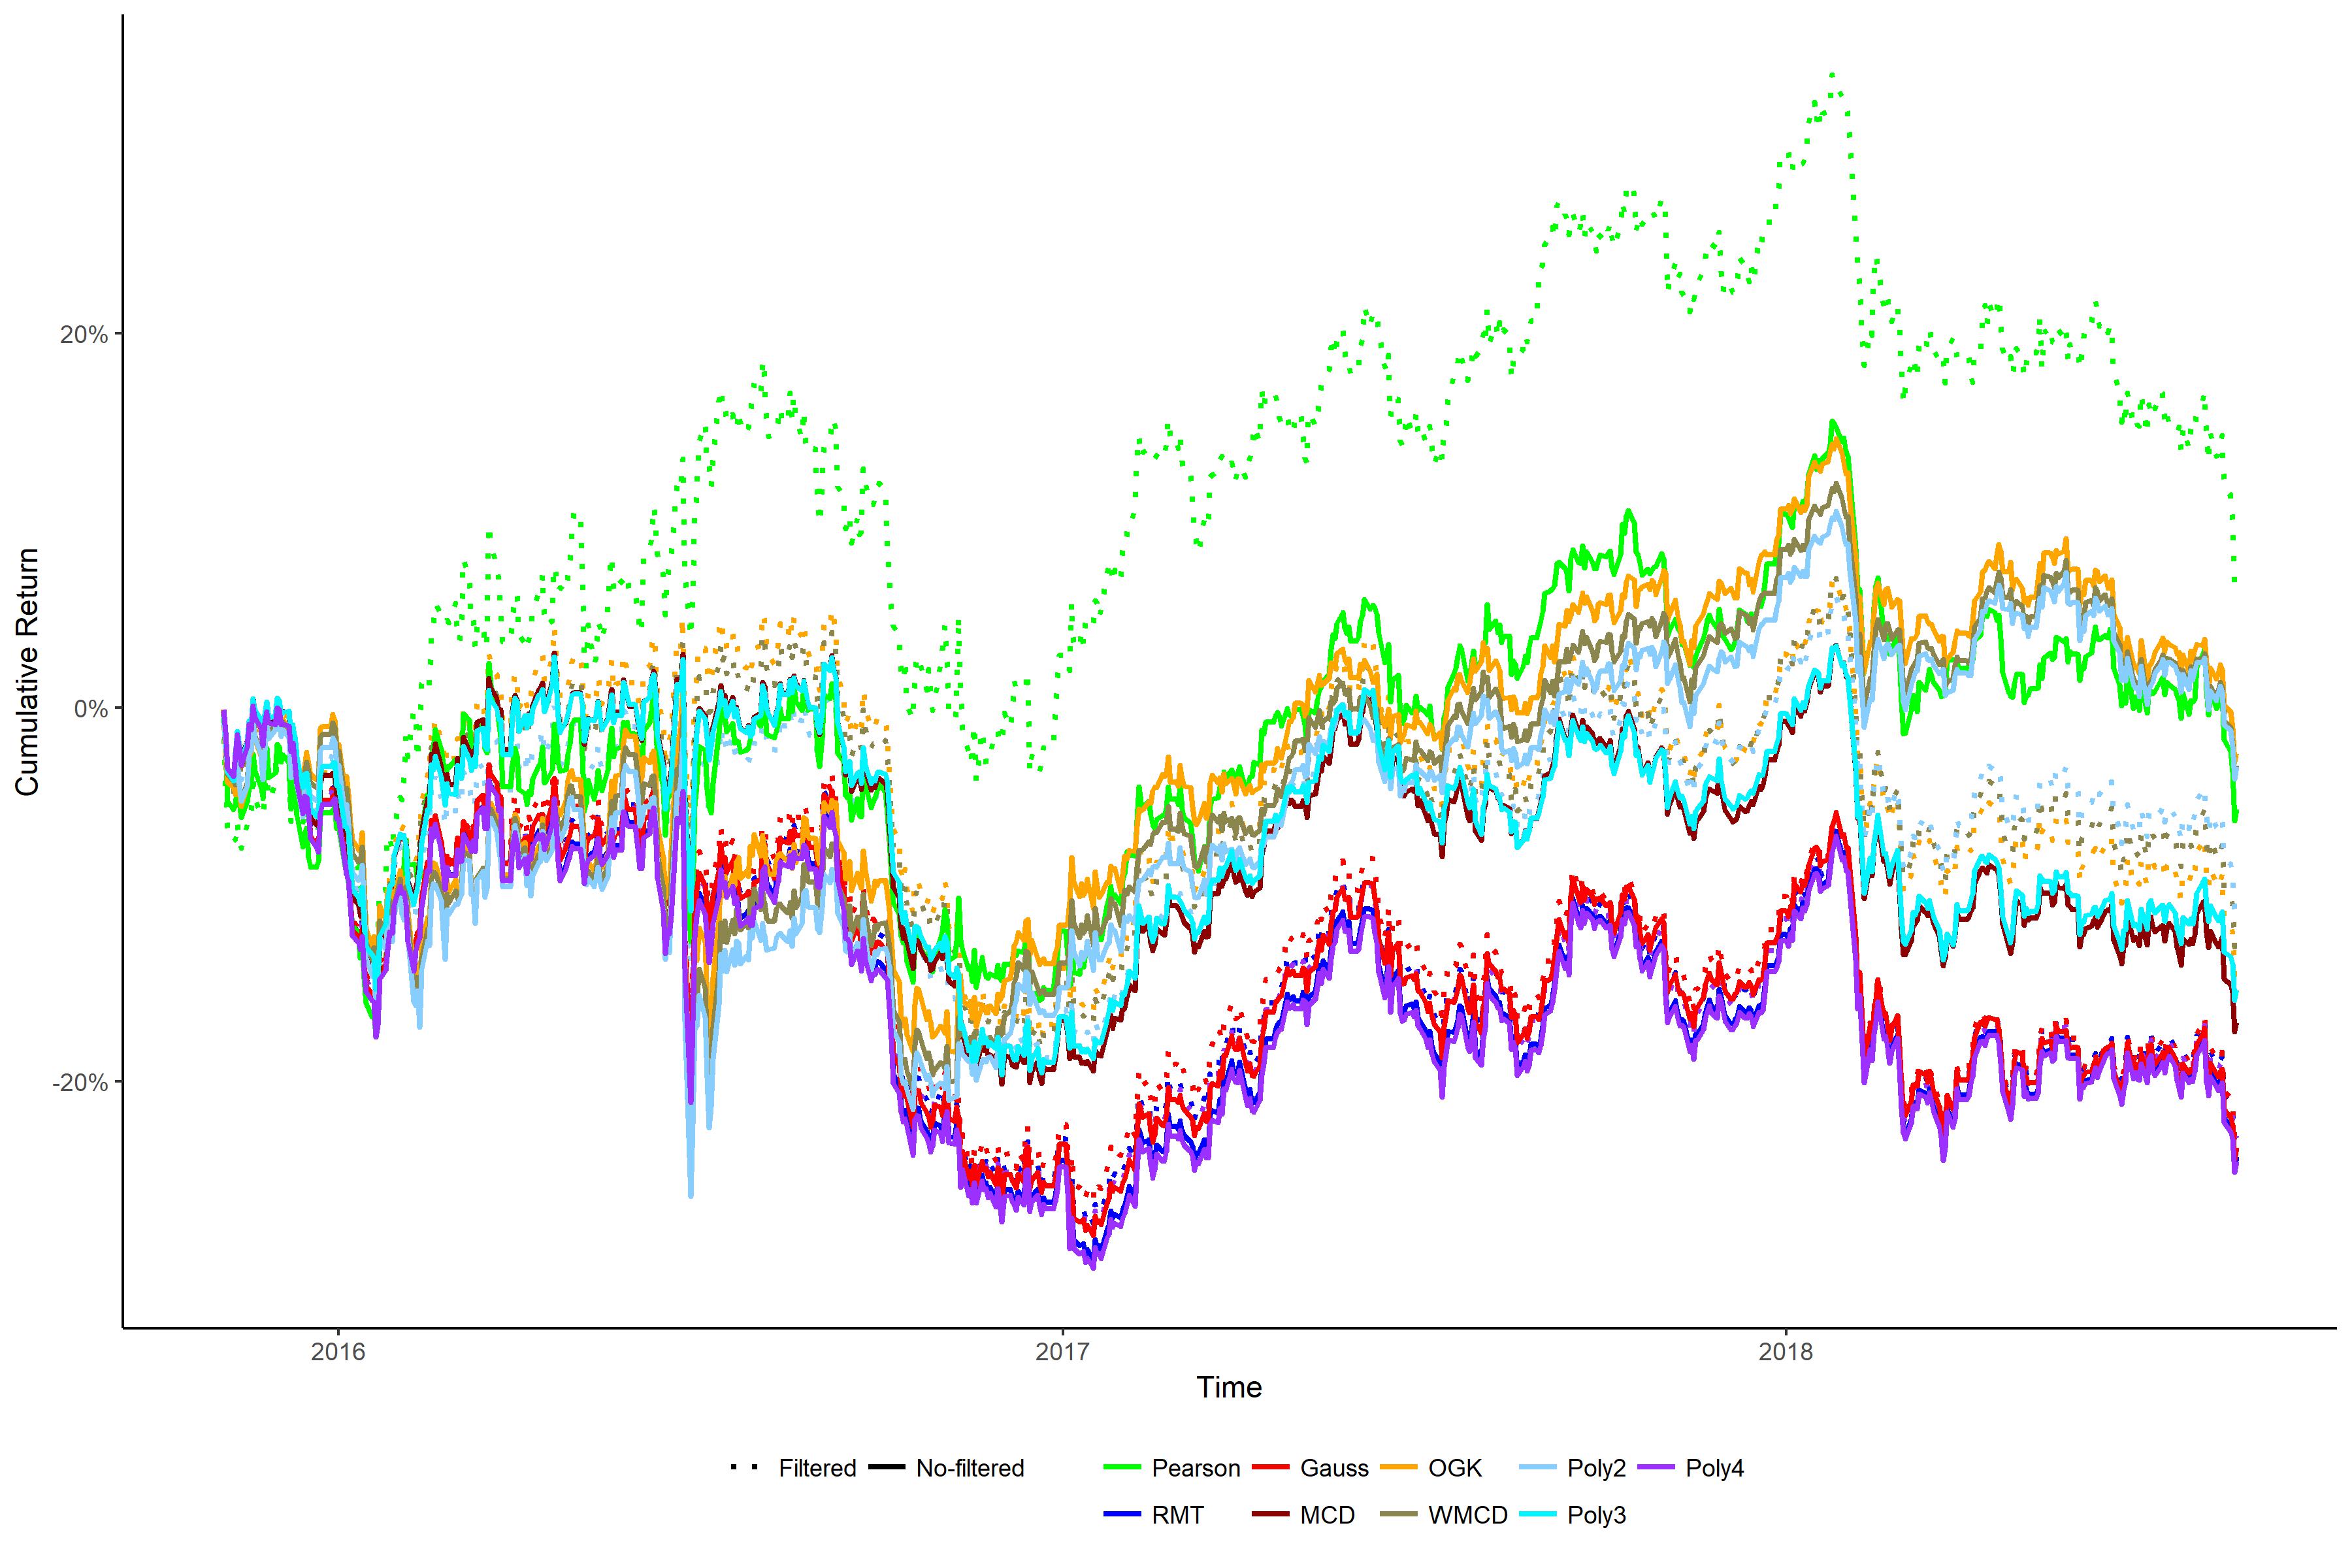 Cumulative Return
20%
0%
-20%
2016 2017 2018
Time
Filtered No-filtered Pearson Gauss OGK Poly2 Poly4
RMT MCD WMCD Poly3